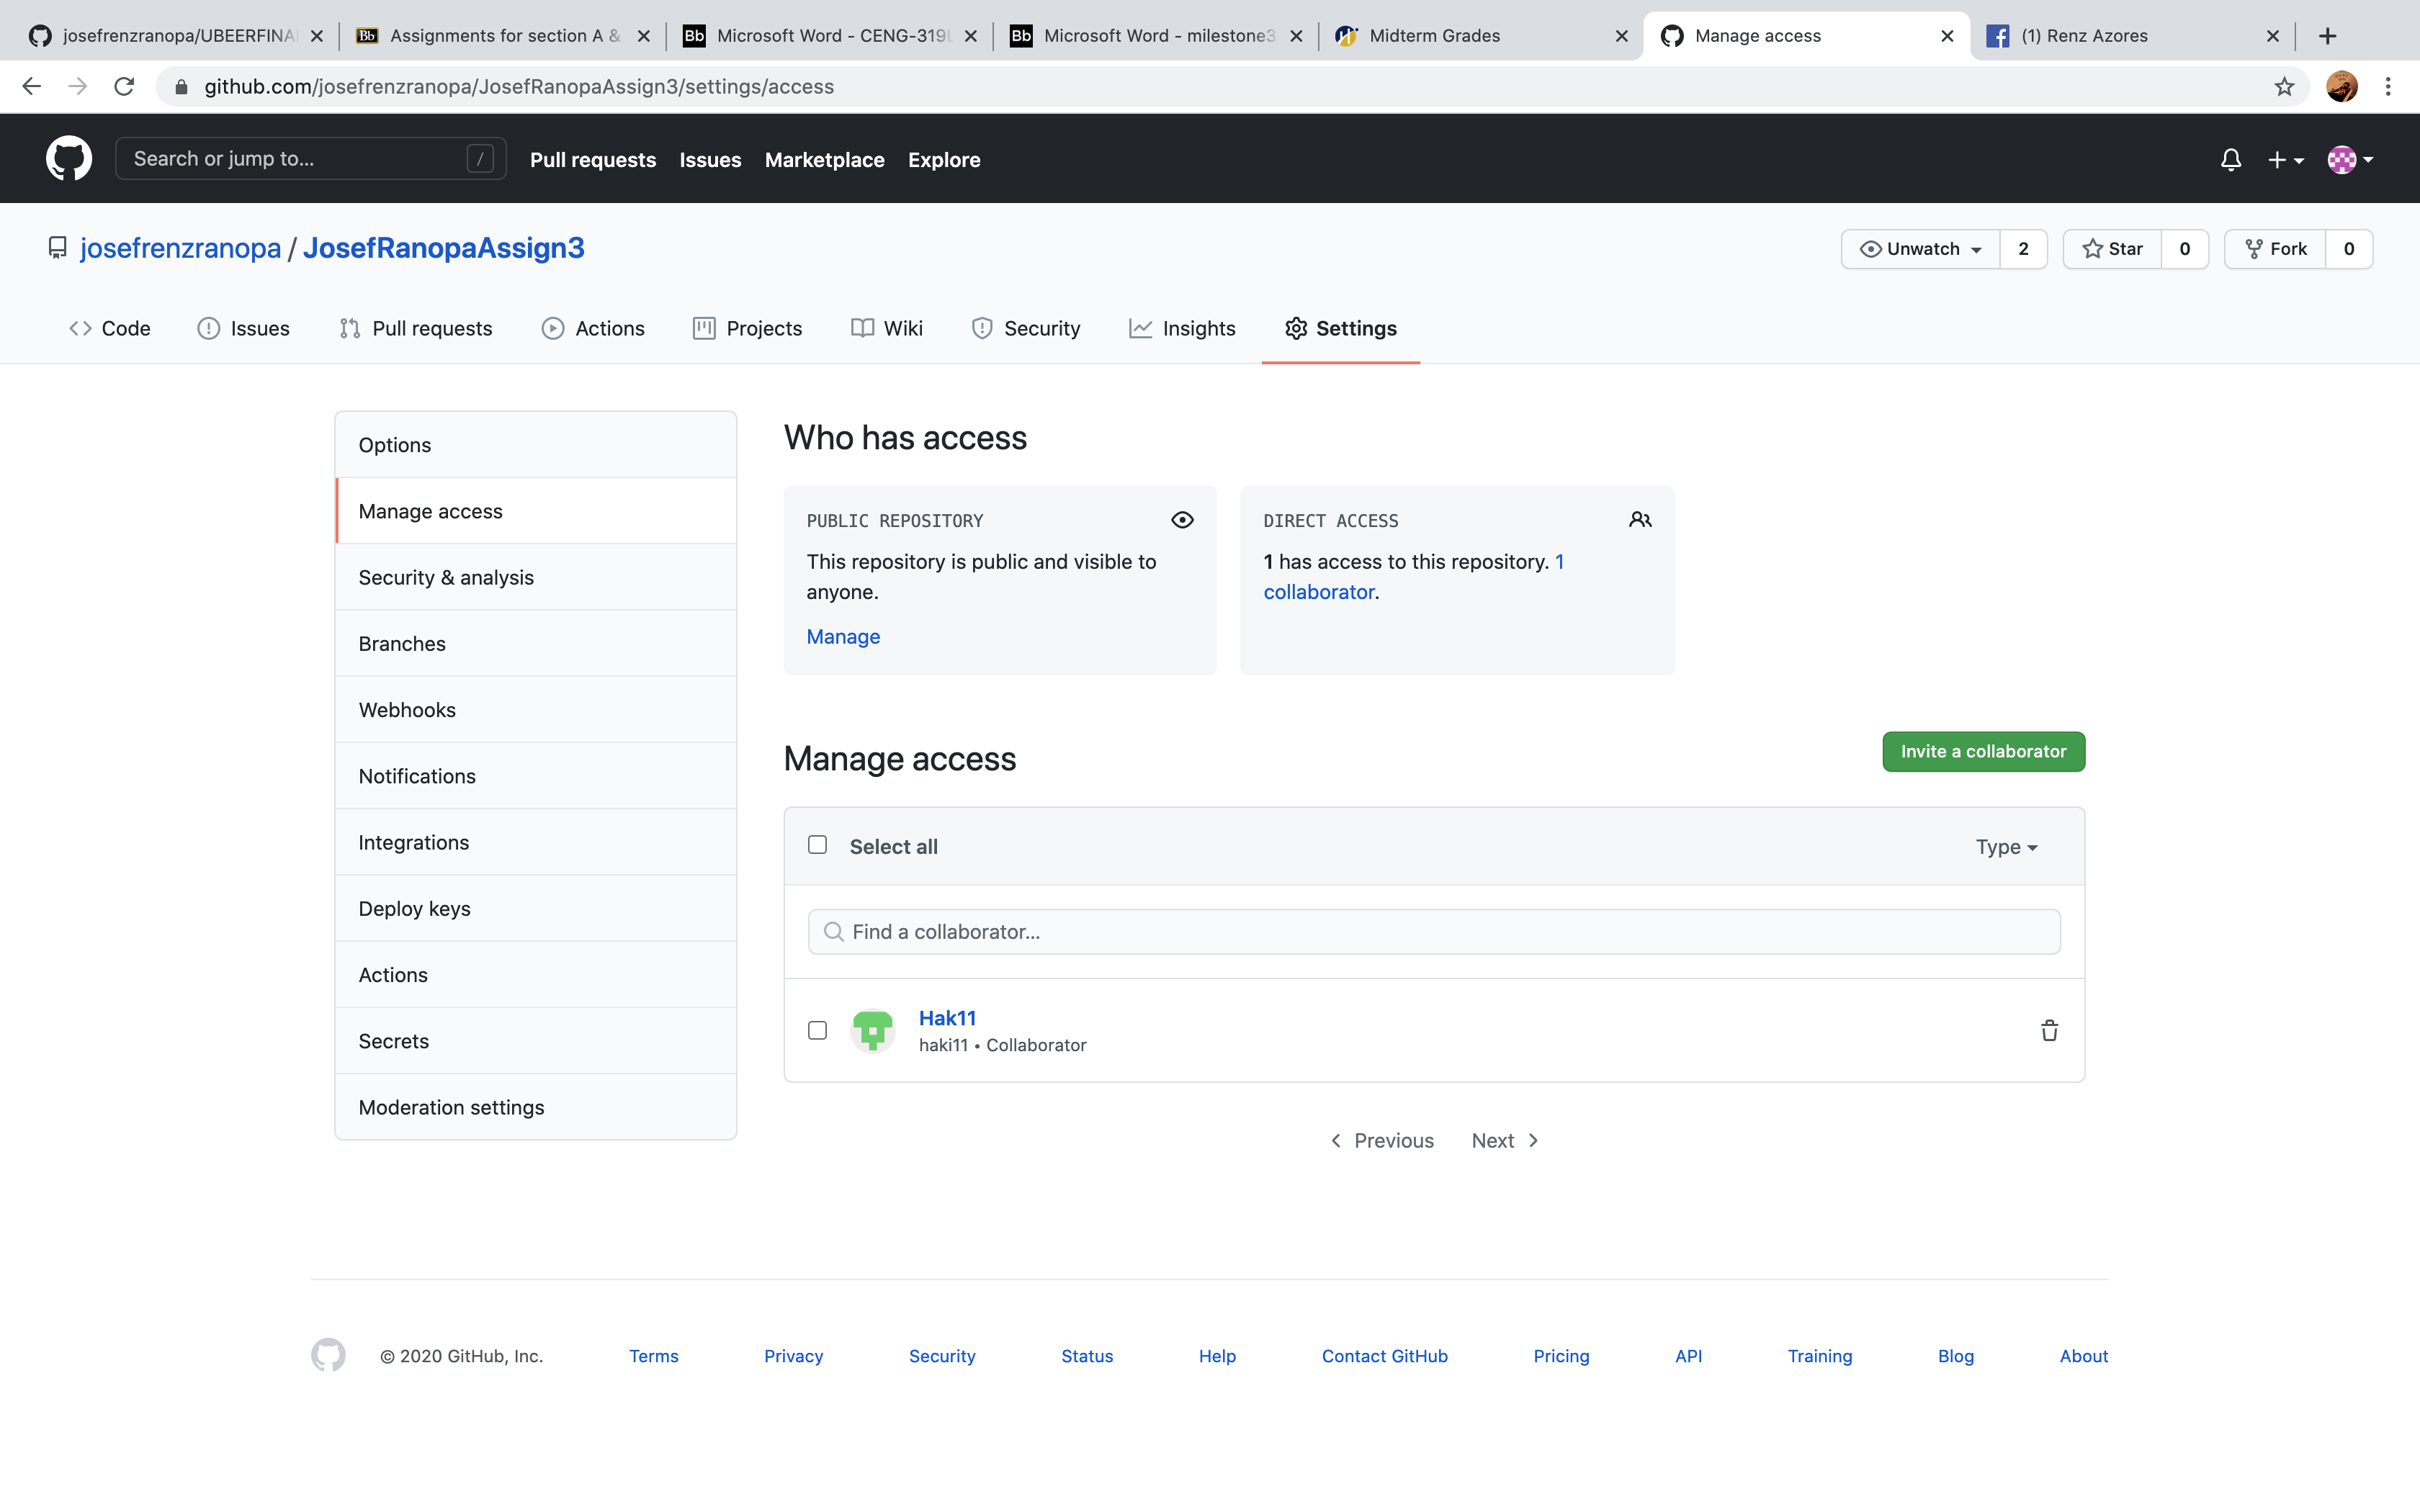 josefrenzranopa/UBEERFINA
Bb Assignments for section A &
Bb Microsoft Word - CENG-319
Bb Microsoft Word - milestone3
Midterm Grades
Manage access
(1) Renz Azores
github.com/josefrenzranopa/JosefRanopaAssign3/settings/access
Search or jump to... /
Pull requests Issues Marketplace Explore
josefrenzranopa / JosefRanopaAssign3
Unwatch 2
Star 0
Fork 0
Code Issues Pull requests Actions Projects Wiki Security Insights Settings
Options
Manage access
Security & analysis
Branches
Webhooks
Notifications
Integrations
Deploy keys
Actions
Secrets
Moderation settings
Who has access
PUBLIC REPOSITORY
This repository is public and visible to
anyone.
Manage
DIRECT ACCESS
1 has access to this repository. 1
collaborator.
Manage access
Invite a collaborator
Select all
Type
Find a collaborator...
Hak11
haki11 • Collaborator
Previous Next
© 2020 GitHub, Inc. Terms Privacy Security Status Help Contact GitHub Pricing API Training Blog About